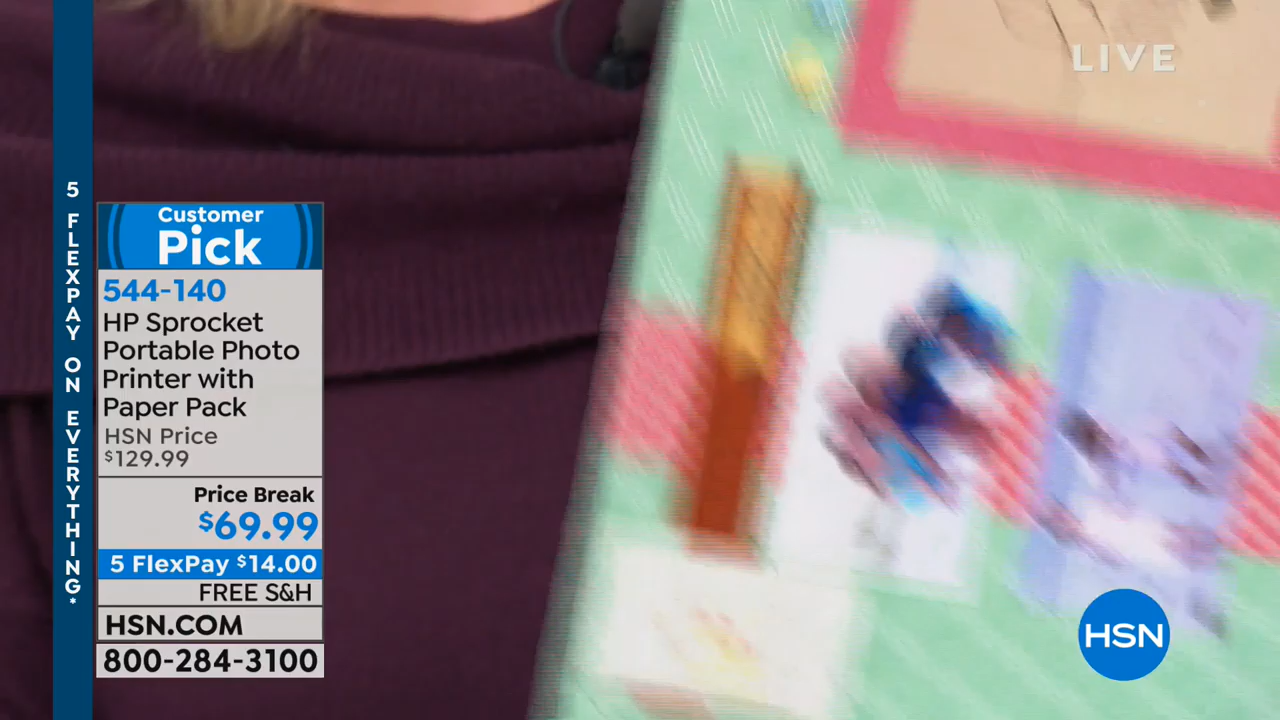 LIVE
5 FLEXPAY ON EVERYTHING*
Customer
Pick
544-140
HP Sprocket
Portable Photo
Printer with
Paper Pack
HSN Price
$129.99
Price Break
$69.99
5 FlexPay $14.00
FREE S&H
HSN.COM
800-284-3100
HSN